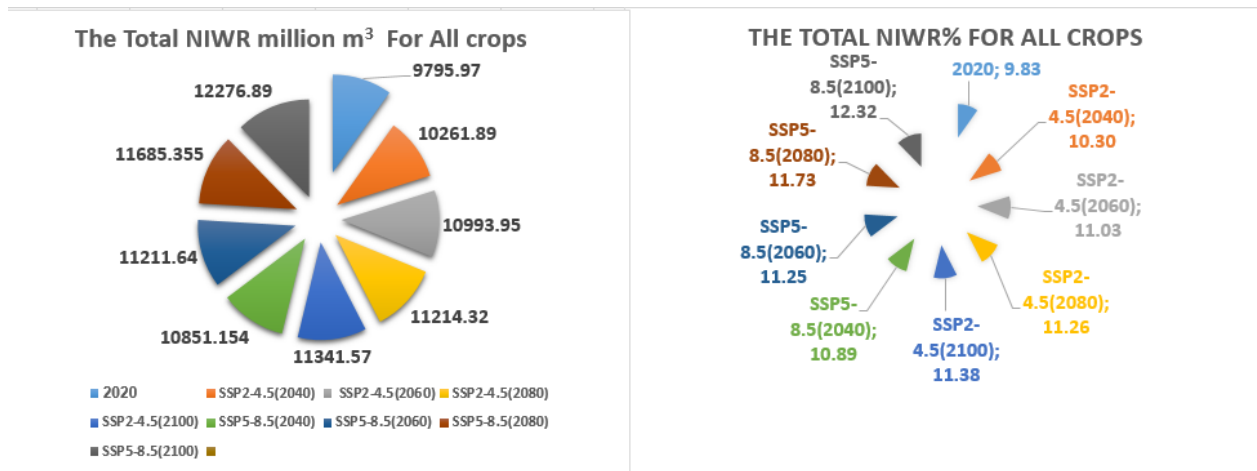 The Total NIWR million m³ For All crops
9795.97
10261.89
10993.95
11214.32
11341.57
10851.154
11211.64
11685.355
12276.89
2020 SSP2-4.5(2040) SSP2-4.5(2060) SSP2-4.5(2080)
SSP2-4.5(2100) SSP5-8.5(2040) SSP5-8.5(2060) SSP5-8.5(2080)
SSP5-8.5(2100)
THE TOTAL NIWR% FOR ALL CROPS
2020; 9.83
SSP2-
4.5(2040);
10.30
SSP2-
4.5(2060);
11.03
SSP2-
4.5(2080);
11.26
SSP2-
4.5(2100);
11.38
SSP5-
8.5(2040);
10.89
SSP5-
8.5(2060);
11.25
SSP5-
8.5(2080);
11.73
SSP5-
8.5(2100);
12.32